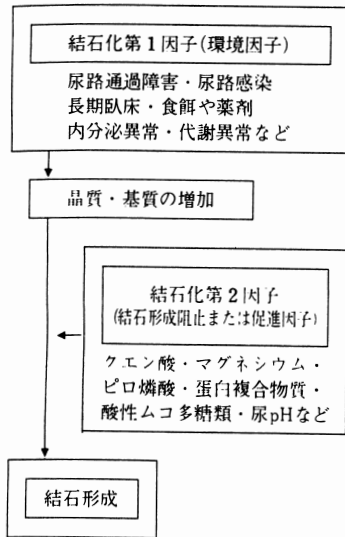 結石化第1因子(環境因子)
尿路通過障害・尿路感染
長期臥床・食餌や薬剤
内分泌異常・代謝異常など
晶質・基質の増加
結石化第2因子
(結石形成阻止または促進因子)
クエン酸・マグネシウム・
ピロ燐酸・蛋白複合物質・
酸性ムコ多糖類・尿pHなど
結石形成